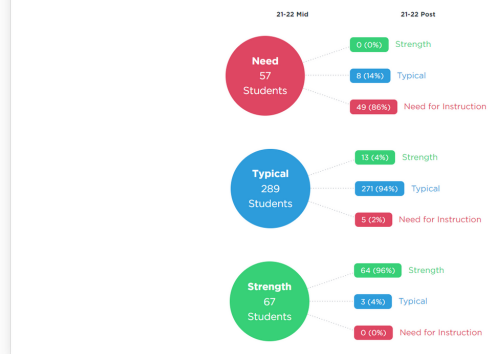 21-22 Mid 21-22 Post
0 (0%) Strength
Need
57
Students
8 (14%) Typical
49 (86%) Need for Instruction
13 (4%) Strength
Typical
289
Students
271 (94%) Typical
5 (2%) Need for Instruction
64 (96%) Strength
Strength
67
Students
3 (4%) Typical
0 (0%) Need for Instruction